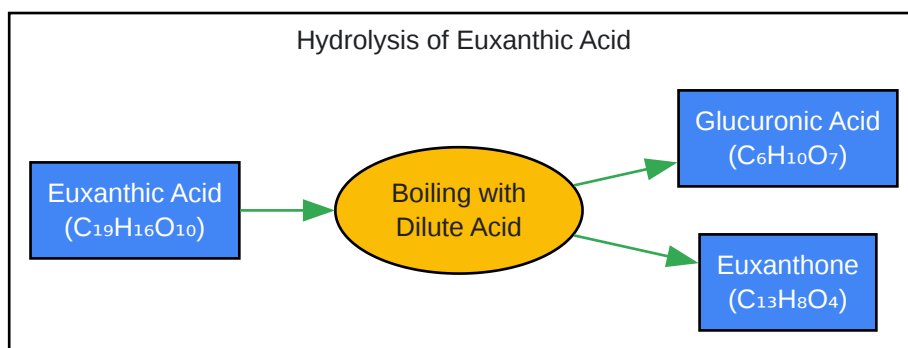 Hydrolysis of Euxanthic Acid
Euxanthic Acid
(C₁₉H₁₆O₁₀)
Boiling with
Dilute Acid
Glucuronic Acid
(C₆H₁₀O₇)
Euxanthone
(C₁₃H₈O₄)